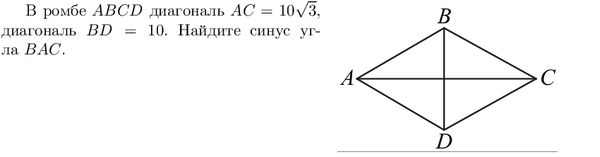 В ромбе ABCD диагональ AC = 10√3,
диагональ BD = 10. Найдите синус уг-
ла BAC.
B
A
C
D